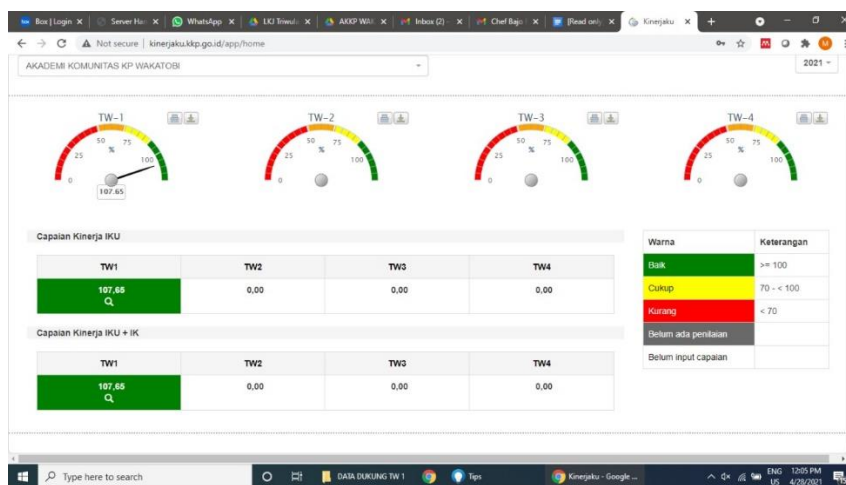 Box | Login
Server Ha
WhatsApp
LKJ Triwula
AKKP WAK
Inbox (2) -
Chef Bajo
[Read only
Kinerjaku
Not secure | kinerjaku.kkp.go.id/app/home
AKADEMI KOMUNITAS KP WAKATOBI
2021
TW-1
TW-2
TW-3
TW-4
0 25 50 75 100 %
107.65
0 25 50 75 100 %
0 25 50 75 100 %
0 25 50 75 100 %
Capaian Kinerja IKU
TW1 TW2 TW3 TW4
107,65 0,00 0,00 0,00
Capaian Kinerja IKU + IK
TW1 TW2 TW3 TW4
107,65 0,00 0,00 0,00
Warna Keterangan
Baik >= 100
Cukup 70 - < 100
Kurang < 70
Belum ada penilaian
Belum input capaian
Type here to search
DATA DUKUNG TW 1
Tips
Kinerjaku - Google ...
ENG
US
12:05 PM
4/28/2021